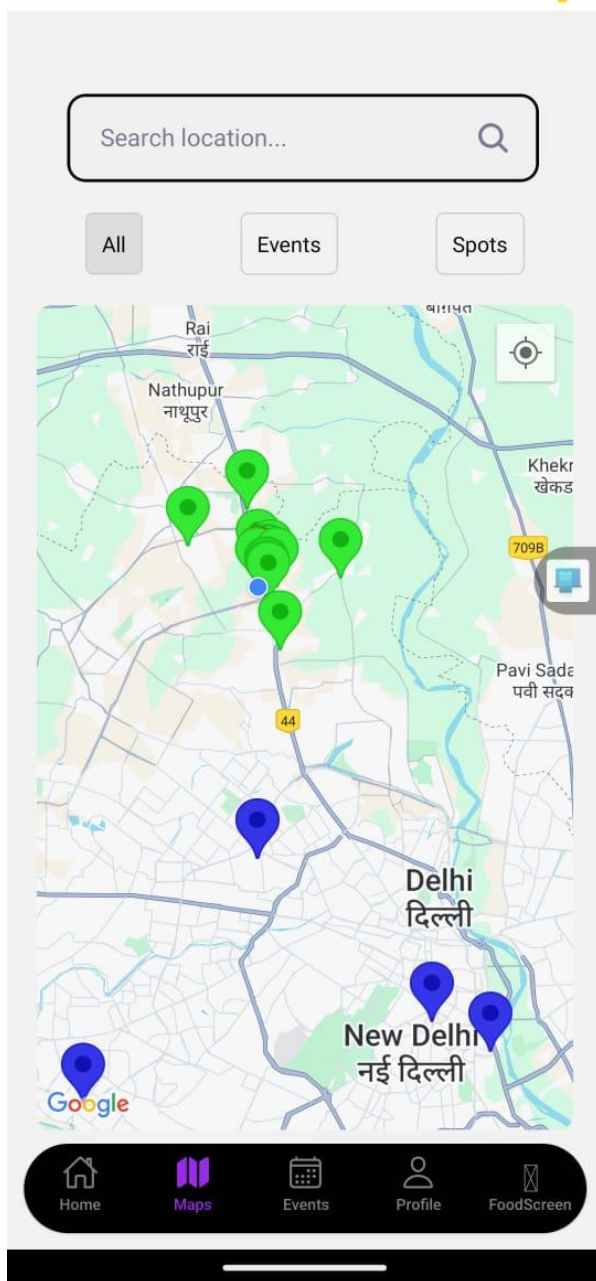 Search location...
All
Events
Spots
Rai
राई
Nathupur
नाथूपुर
Khekr
खेकड
709B
Pavi Sada
पवी सदक
44
Delhi
दिल्ली
New Delhi
नई दिल्ली
Google
Home
Maps
Events
Profile
FoodScreen